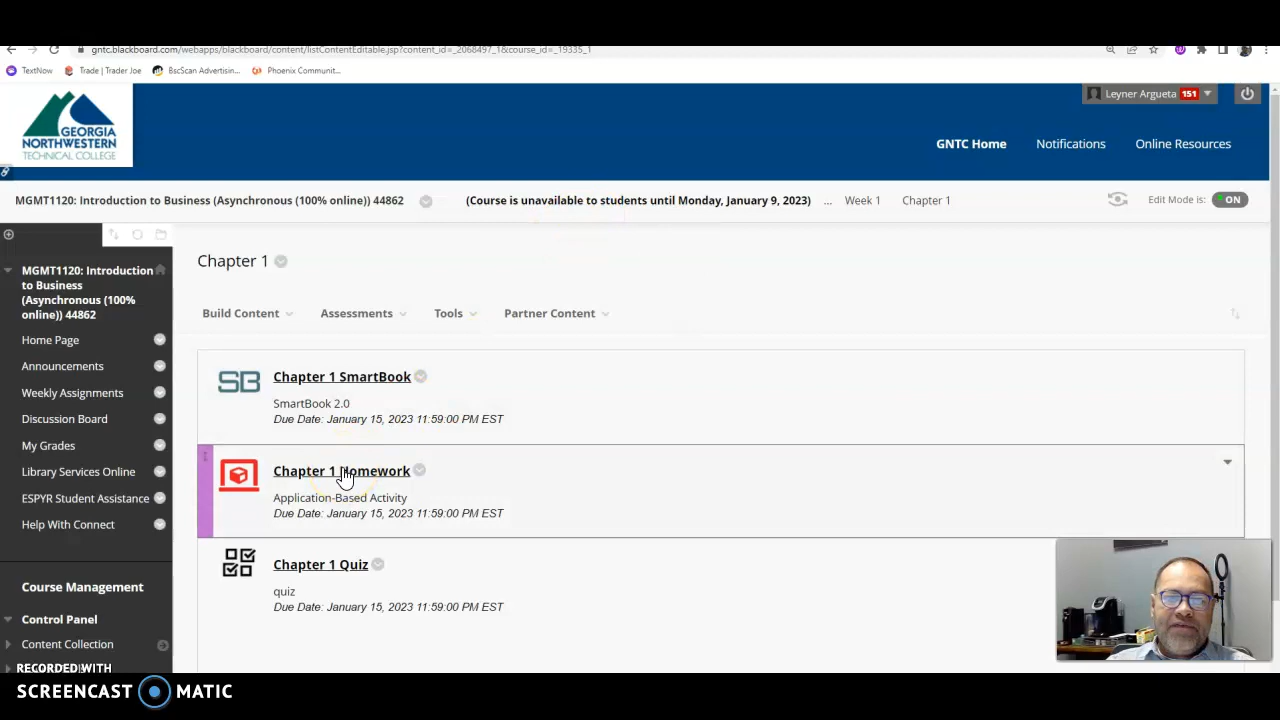 gntc.blackboard.com/webapps/blackboard/content/listContentEditable.jsp?content_id=_2068497_1&course_id=_19335_1
TextNow Trade | Trader Joe BscScan Advertisin... Phoenix Communit...
Leyner Argueta 151
GEORGIA
NORTHWESTERN
TECHNICAL COLLEGE
GNTC Home Notifications Online Resources
MGMT1120: Introduction to Business (Asynchronous (100% online)) 44862 (Course is unavailable to students until Monday, January 9, 2023) ... Week 1 Chapter 1 Edit Mode is: ON
MGMT1120: Introduction
to Business
(Asynchronous (100%
online)) 44862
Home Page
Announcements
Weekly Assignments
Discussion Board
My Grades
Library Services Online
ESPYR Student Assistance
Help With Connect
Course Management
Control Panel
Content Collection
Chapter 1
Build Content Assessments Tools Partner Content
SB Chapter 1 SmartBook
SmartBook 2.0
Due Date: January 15, 2023 11:59:00 PM EST
Chapter 1 Homework
Application-Based Activity
Due Date: January 15, 2023 11:59:00 PM EST
Chapter 1 Quiz
quiz
Due Date: January 15, 2023 11:59:00 PM EST
RECORDED WITH
SCREENCAST MATIC